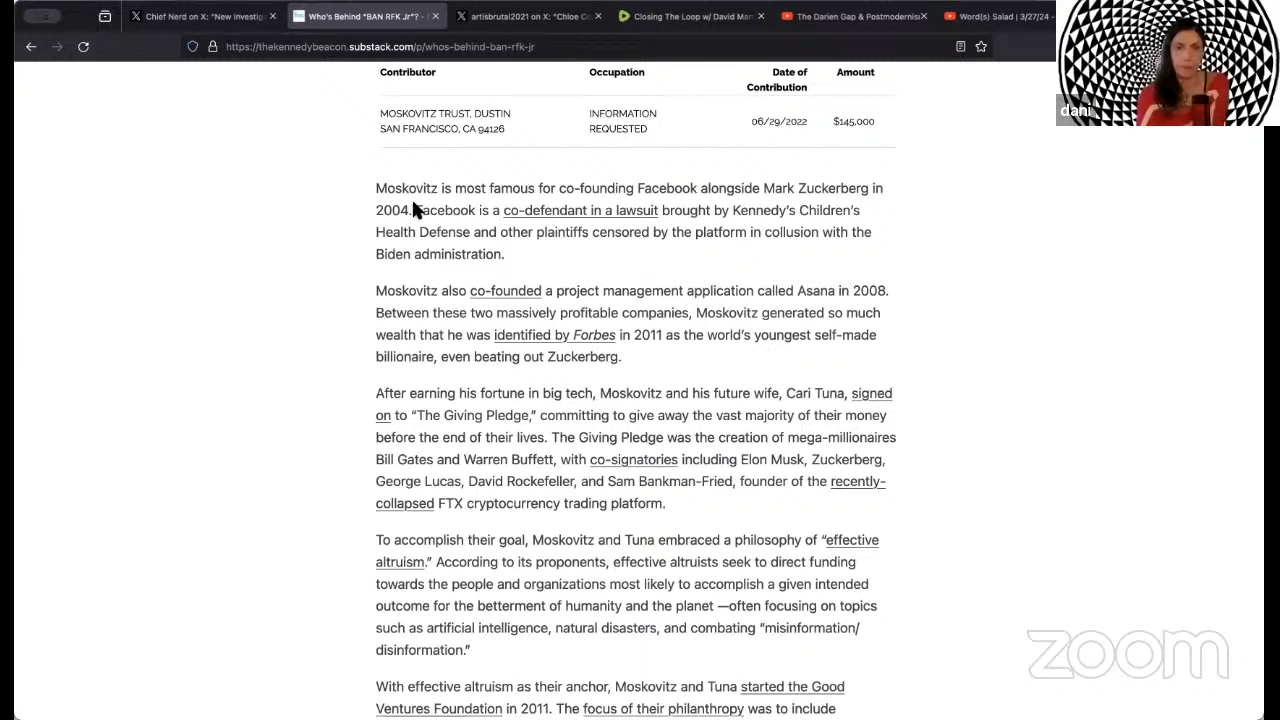 Chief Nerd on X: "New Investig
Who's Behind "BAN RFK Jr"? -
artisbrutal2021 on X: "Chloe Co
Closing The Loop w/ David Mar
The Darien Gap & Postmodernis
Word(s) Salad | 3/27/24 -
https://thekennedybeacon.substack.com/p/whos-behind-ban-rfk-jr
dani
Contributor Occupation Date of Contribution Amount
MOSKOVITZ TRUST, DUSTIN INFORMATION
SAN FRANCISCO, CA 94126 REQUESTED 06/29/2022 $145,000
Moskovitz is most famous for co-founding Facebook alongside Mark Zuckerberg in
2004. Facebook is a co-defendant in a lawsuit brought by Kennedy's Children's
Health Defense and other plaintiffs censored by the platform in collusion with the
Biden administration.
Moskovitz also co-founded a project management application called Asana in 2008.
Between these two massively profitable companies, Moskovitz generated so much
wealth that he was identified by Forbes in 2011 as the world's youngest self-made
billionaire, even beating out Zuckerberg.
After earning his fortune in big tech, Moskovitz and his future wife, Cari Tuna, signed
on to "The Giving Pledge," committing to give away the vast majority of their money
before the end of their lives. The Giving Pledge was the creation of mega-millionaires
Bill Gates and Warren Buffett, with co-signatories including Elon Musk, Zuckerberg,
George Lucas, David Rockefeller, and Sam Bankman-Fried, founder of the recently-
collapsed FTX cryptocurrency trading platform.
To accomplish their goal, Moskovitz and Tuna embraced a philosophy of "effective
altruism." According to its proponents, effective altruists seek to direct funding
towards the people and organizations most likely to accomplish a given intended
outcome for the betterment of humanity and the planet —often focusing on topics
such as artificial intelligence, natural disasters, and combating "misinformation/
disinformation."
With effective altruism as their anchor, Moskovitz and Tuna started the Good
Ventures Foundation in 2011. The focus of their philanthropy was to include
zoom